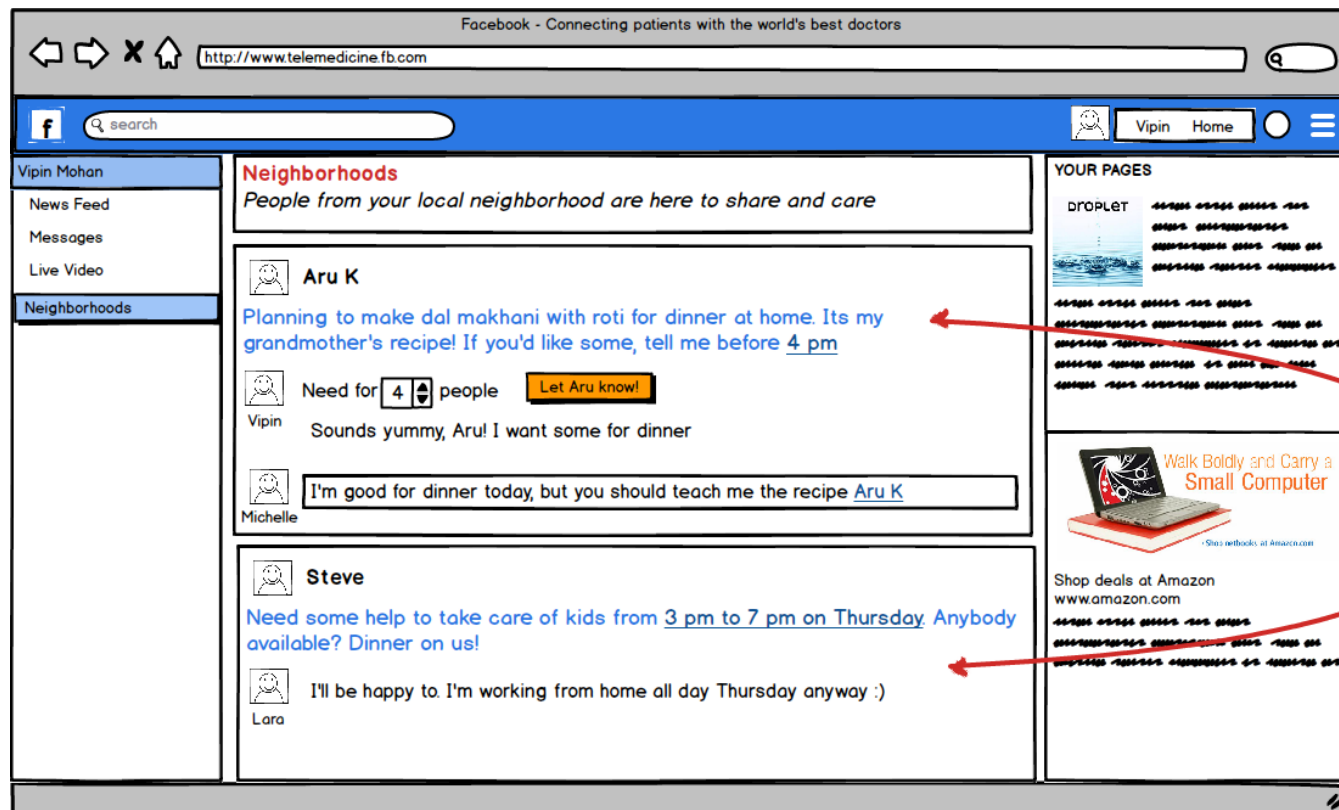 Facebook - Connecting patients with the world's best doctors
http://www.telemedicine.fb.com
f
search
Vipin Home
Vipin Mohan
News Feed
Messages
Live Video
Neighborhoods
Neighborhoods
People from your local neighborhood are here to share and care
Aru K
Planning to make dal makhani with roti for dinner at home. Its my
grandmother's recipe! If you'd like some, tell me before 4 pm
Need for 4 people
Let Aru know!
Vipin
Sounds yummy, Aru! I want some for dinner
I'm good for dinner today, but you should teach me the recipe Aru K
Michelle
Steve
Need some help to take care of kids from 3 pm to 7 pm on Thursday. Anybody
available? Dinner on us!
I'll be happy to. I'm working from home all day Thursday anyway :)
Lara
YOUR PAGES
DROPLET
Walk Boldly and Carry a
Small Computer
Shop netbooks at Amazon.com
Shop deals at Amazon
www.amazon.com